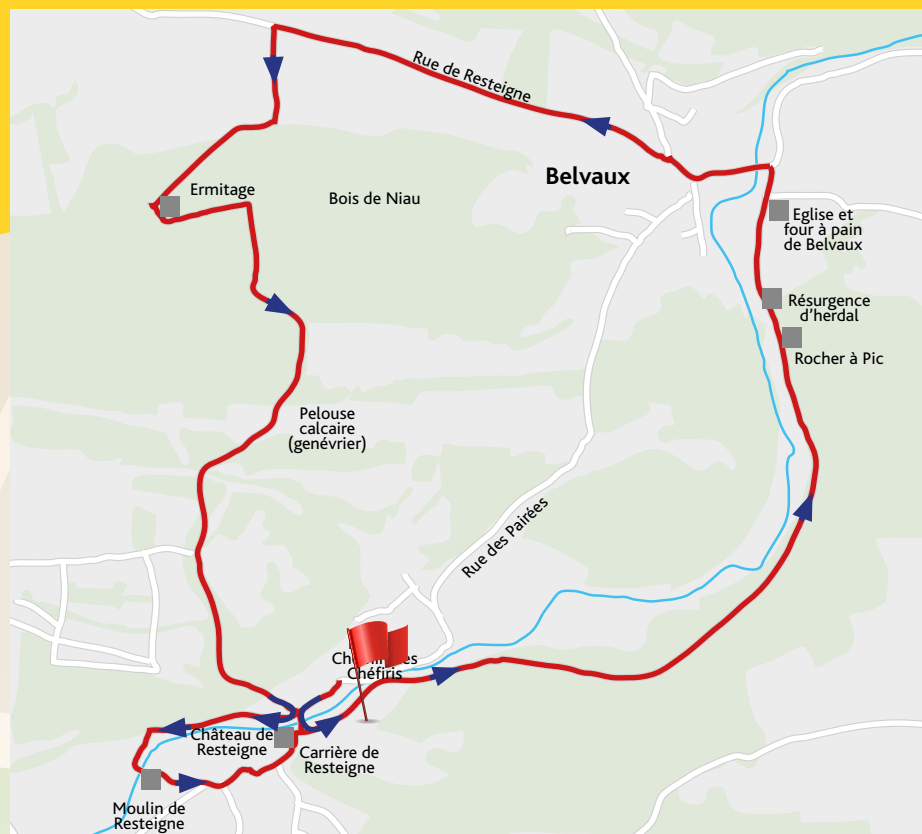 Rue de Resteigne
Belvaux
Ermitage
Bois de Niau
Eglise et
four à pain
de Belvaux
Résurgence
d'herdal
Rocher à Pic
Pelouse
calcaire
(genévrier)
Rue des Pairées
Chéfiris
Château de
Resteigne
Carrière de
Resteigne
Moulin de
Resteigne